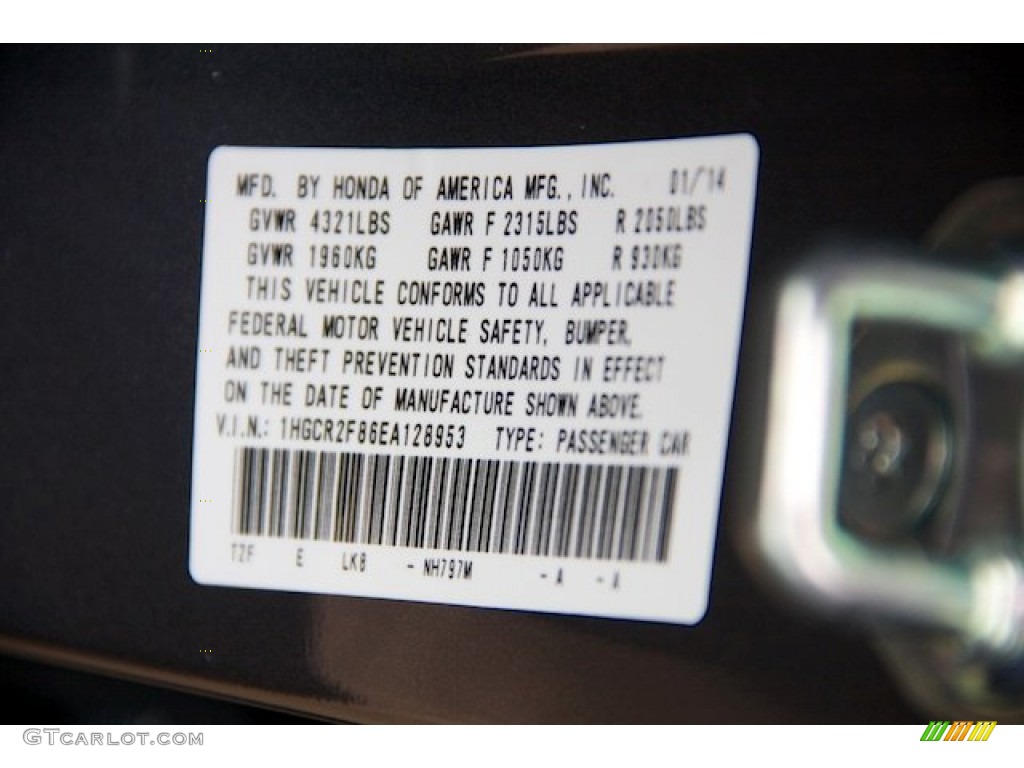 MFD. BY HONDA OF AMERICA MFG., INC. 01/14
GVWR 4321LBS GAWR F 2315LBS R 2050LBS
GVWR 1960KG GAWR F 1050KG R 930KG
THIS VEHICLE CONFORMS TO ALL APPLICABLE
FEDERAL MOTOR VEHICLE SAFETY, BUMPER,
AND THEFT PREVENTION STANDARDS IN EFFECT
ON THE DATE OF MANUFACTURE SHOWN ABOVE.
V.I.N.: 1HGCR2F86EA128953 TYPE: PASSENGER CAR
T2F E LKB - NH797M - A - A
GTCARLOT.COM